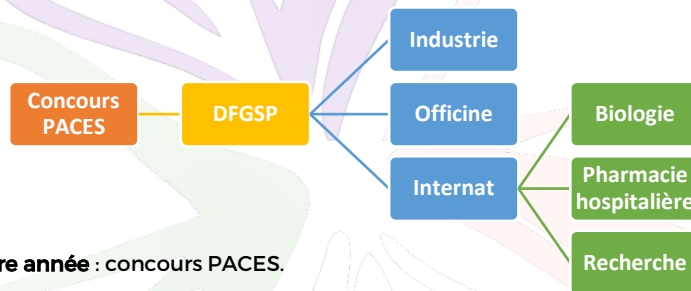 Concours
PACES
DFGSP
Industrie
Officine
Internat
Biologie
Pharmacie
hospitalière
Recherche
re année : concours PACES.